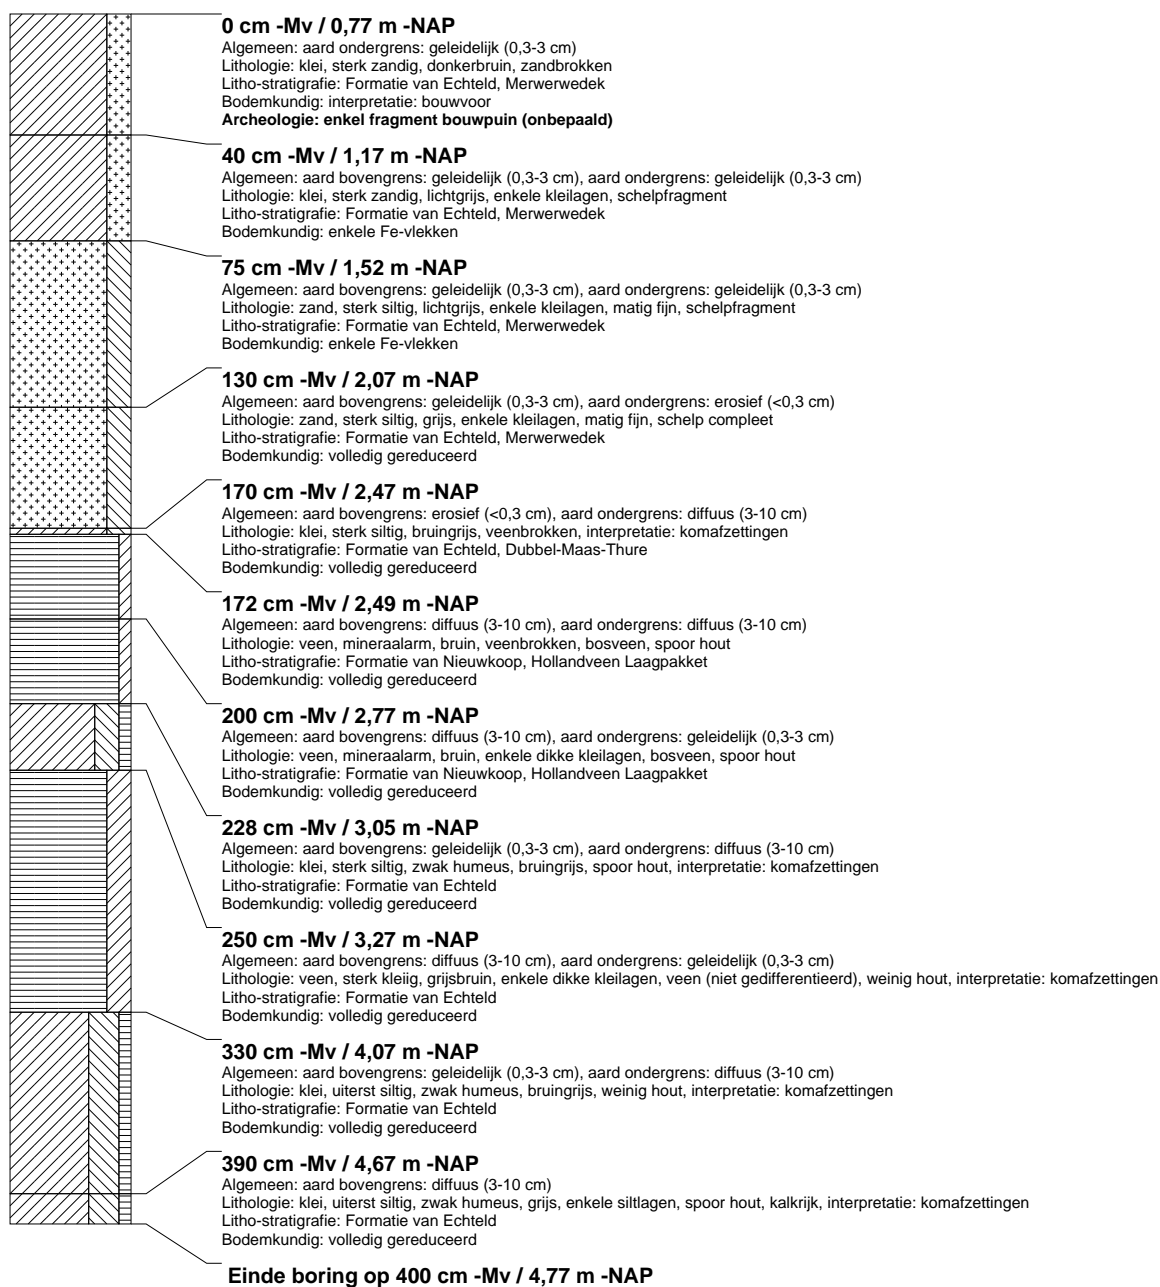 0 cm -Mv / 0,77 m -NAP
Algemeen: aard ondergrens: geleidelijk (0,3-3 cm)
Lithologie: klei, sterk zandig, donkerbruin, zandbrokken
Litho-stratigrafie: Formatie van Echteld, Merwerwedek
Bodemkundig: interpretatie: bouwvoor
Archeologie: enkel fragment bouwpuin (onbepaald)
40 cm -Mv / 1,17 m -NAP
Algemeen: aard bovengrens: geleidelijk (0,3-3 cm), aard ondergrens: geleidelijk (0,3-3 cm)
Lithologie: klei, sterk zandig, lichtgrijs, enkele kleilagen, schelpfragment
Litho-stratigrafie: Formatie van Echteld, Merwerwedek
Bodemkundig: enkele Fe-vlekken
75 cm -Mv / 1,52 m -NAP
Algemeen: aard bovengrens: geleidelijk (0,3-3 cm), aard ondergrens: geleidelijk (0,3-3 cm)
Lithologie: zand, sterk siltig, lichtgrijs, enkele kleilagen, matig fijn, schelpfragment
Litho-stratigrafie: Formatie van Echteld, Merwerwedek
Bodemkundig: enkele Fe-vlekken
130 cm -Mv / 2,07 m -NAP
Algemeen: aard bovengrens: geleidelijk (0,3-3 cm), aard ondergrens: erosief (<0,3 cm)
Lithologie: zand, sterk siltig, grijs, enkele kleilagen, matig fijn, schelp compleet
Litho-stratigrafie: Formatie van Echteld, Merwerwedek
Bodemkundig: volledig gereduceerd
170 cm -Mv / 2,47 m -NAP
Algemeen: aard bovengrens: erosief (<0,3 cm), aard ondergrens: diffuus (3-10 cm)
Lithologie: klei, sterk siltig, bruingrijs, veenbrokken, interpretatie: komafzettingen
Litho-stratigrafie: Formatie van Echteld, Dubbel-Maas-Thure
Bodemkundig: volledig gereduceerd
172 cm -Mv / 2,49 m -NAP
Algemeen: aard bovengrens: diffuus (3-10 cm), aard ondergrens: diffuus (3-10 cm)
Lithologie: veen, mineraalarm, bruin, veenbrokken, bosveen, spoor hout
Litho-stratigrafie: Formatie van Nieuwkoop, Hollandveen Laagpakket
Bodemkundig: volledig gereduceerd
200 cm -Mv / 2,77 m -NAP
Algemeen: aard bovengrens: diffuus (3-10 cm), aard ondergrens: geleidelijk (0,3-3 cm)
Lithologie: veen, mineraalarm, bruin, enkele dikke kleilagen, bosveen, spoor hout
Litho-stratigrafie: Formatie van Nieuwkoop, Hollandveen Laagpakket
Bodemkundig: volledig gereduceerd
228 cm -Mv / 3,05 m -NAP
Algemeen: aard bovengrens: geleidelijk (0,3-3 cm), aard ondergrens: diffuus (3-10 cm)
Lithologie: klei, sterk siltig, zwak humeus, bruingrijs, spoor hout, interpretatie: komafzettingen
Litho-stratigrafie: Formatie van Echteld
Bodemkundig: volledig gereduceerd
250 cm -Mv / 3,27 m -NAP
Algemeen: aard bovengrens: diffuus (3-10 cm), aard ondergrens: geleidelijk (0,3-3 cm)
Lithologie: veen, sterk kleiig, grijsbruin, enkele dikke kleilagen, veen (niet gedifferentieerd), weinig hout, interpretatie: komafzettingen
Litho-stratigrafie: Formatie van Echteld
Bodemkundig: volledig gereduceerd
330 cm -Mv / 4,07 m -NAP
Algemeen: aard bovengrens: geleidelijk (0,3-3 cm), aard ondergrens: diffuus (3-10 cm)
Lithologie: klei, uiterst siltig, zwak humeus, bruingrijs, weinig hout, interpretatie: komafzettingen
Litho-stratigrafie: Formatie van Echteld
Bodemkundig: volledig gereduceerd
390 cm -Mv / 4,67 m -NAP
Algemeen: aard bovengrens: diffuus (3-10 cm)
Lithologie: klei, uiterst siltig, zwak humeus, grijs, enkele siltlagen, spoor hout, kalkrijk, interpretatie: komafzettingen
Litho-stratigrafie: Formatie van Echteld
Bodemkundig: volledig gereduceerd
Einde boring op 400 cm -Mv / 4,77 m -NAP